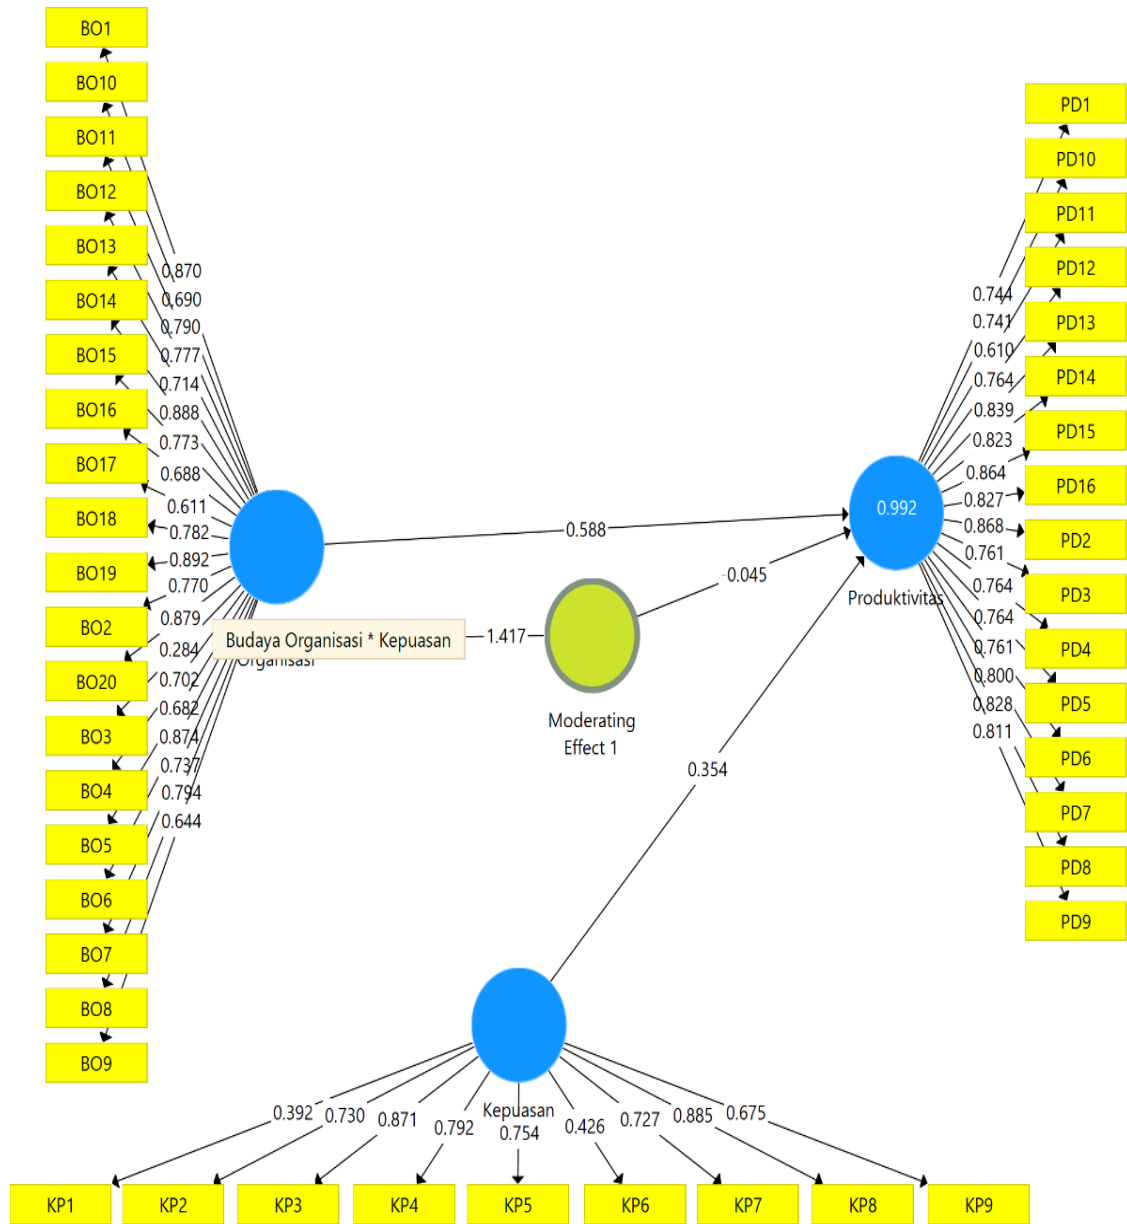 BO1
BO10
BO11
BO12
BO13
BO14
BO15
BO16
BO17
BO18
BO19
BO2
BO20
BO3
BO4
BO5
BO6
BO7
BO8
BO9
0.870
0.690
0.790
0.777
0.714
0.888
0.773
0.688
0.611
0.782
0.892
0.770
0.879
0.284
0.702
0.682
0.874
0.737
0.794
0.644
Budaya Organisasi * Kepuasan
Organisasi
1.417
Moderating
Effect 1
0.588
-0.045
0.354
0.992
Produktivitas
0.744
0.741
0.610
0.764
0.839
0.823
0.864
0.827
0.868
0.761
0.764
0.764
0.761
0.800
0.828
0.811
PD1
PD10
PD11
PD12
PD13
PD14
PD15
PD16
PD2
PD3
PD4
PD5
PD6
PD7
PD8
PD9
Kepuasan
0.392
0.730
0.871
0.792
0.754
0.426
0.727
0.885
0.675
KP1
KP2
KP3
KP4
KP5
KP6
KP7
KP8
KP9